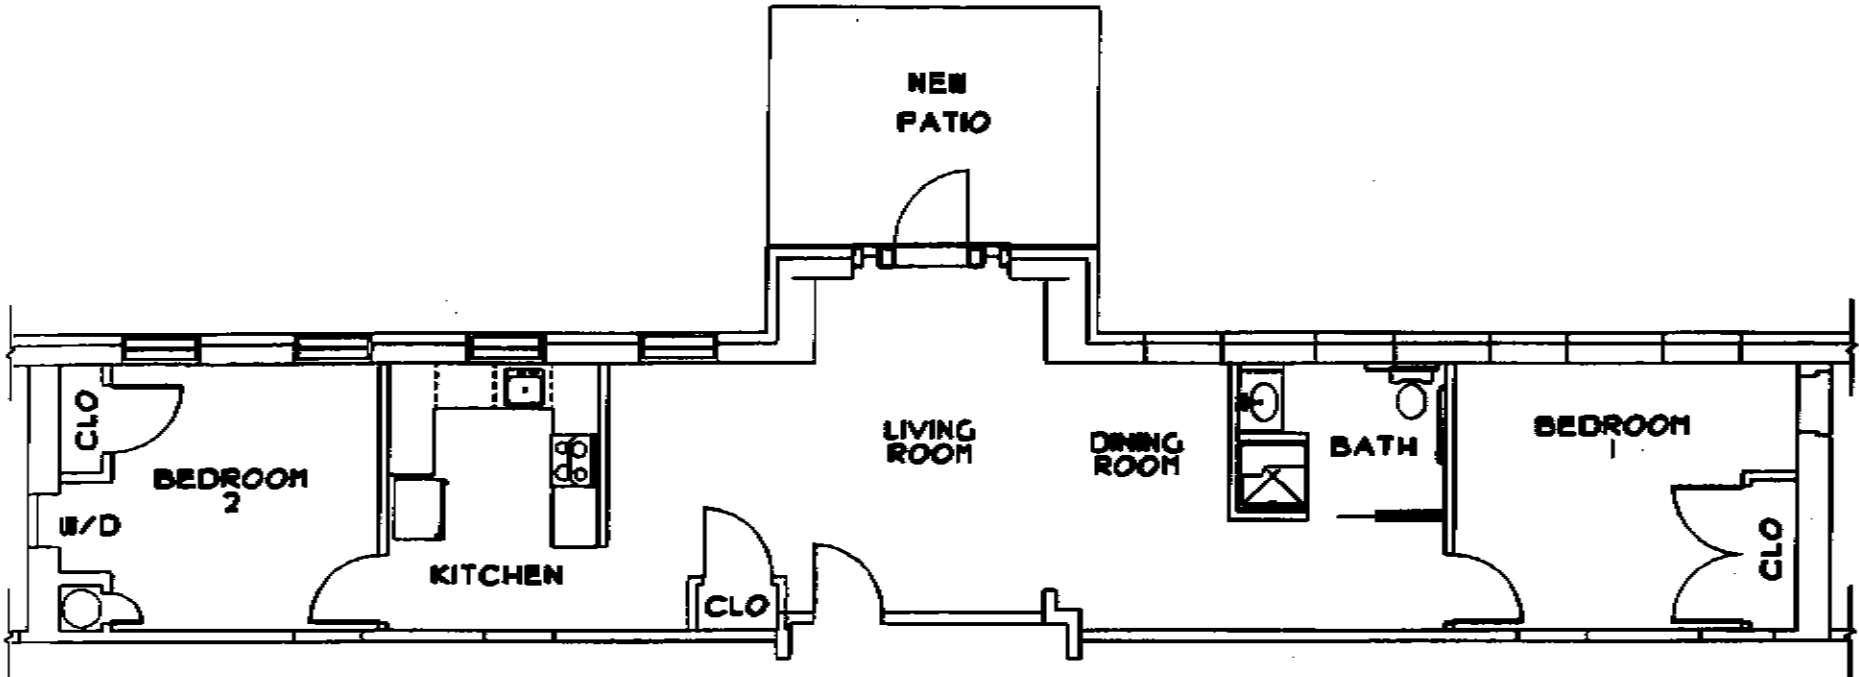 NEW
PATIO
CLO
BEDROOM
2
W/D
KITCHEN
CLO
LIVING
ROOM
DINING
ROOM
BATH
BEDROOM
1
CLO